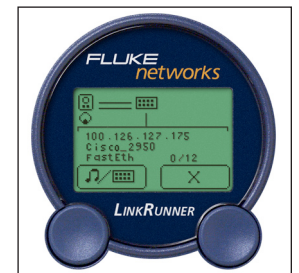 FLUKE
networks
100.126.127.175
Cisco_2950
FastEth 0/12
LINKRUNNER